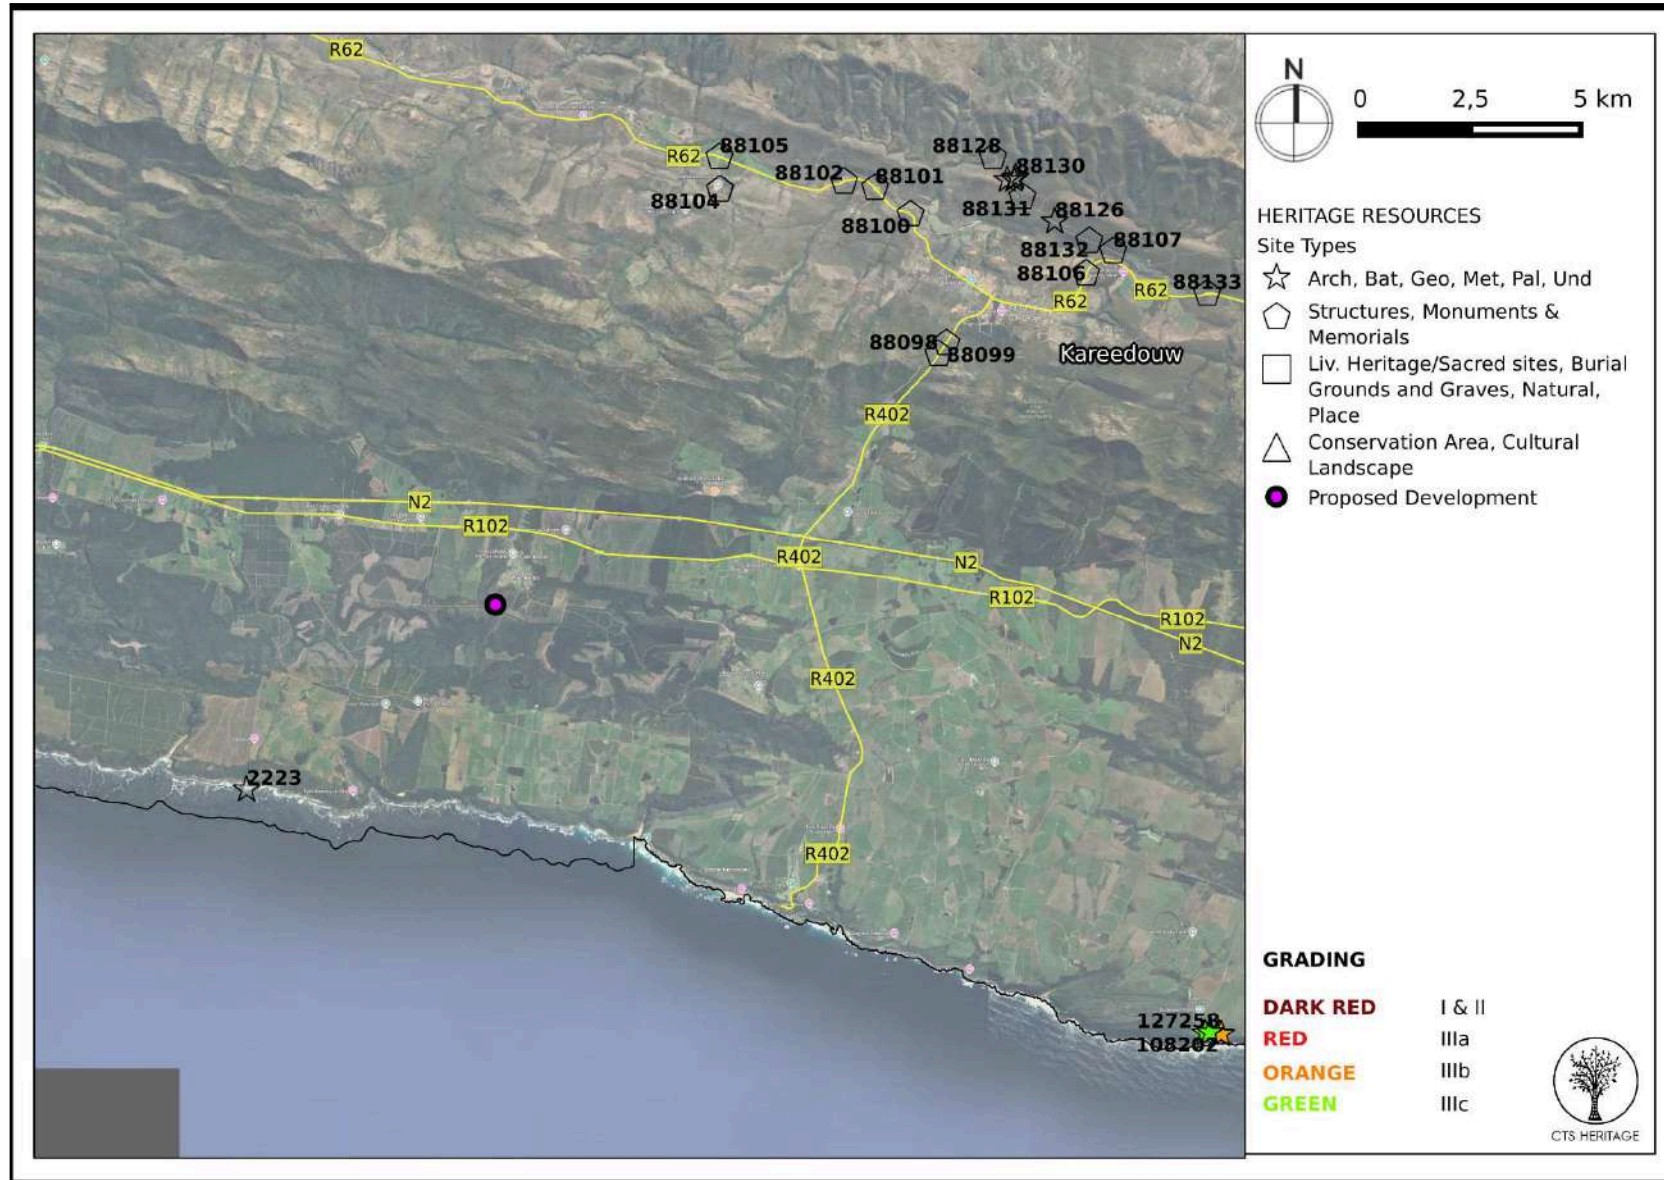 R62
88105
R62
88104
88102
88101
88100
88128
88130
88131
88126
88132
88107
88106
R62
R62
88133
88098
88099
Kareedouw
R402
N2
R102
R402
N2
R102
R102
N2
R402
2223
R402
127258
108202
N
0 2,5 5 km
HERITAGE RESOURCES
Site Types
Arch, Bat, Geo, Met, Pal, Und
Structures, Monuments &
Memorials
Liv. Heritage/Sacred sites, Burial
Grounds and Graves, Natural,
Place
Conservation Area, Cultural
Landscape
Proposed Development
GRADING
DARK RED I & II
RED IIIa
ORANGE IIIb
GREEN IIIc
CTS HERITAGE